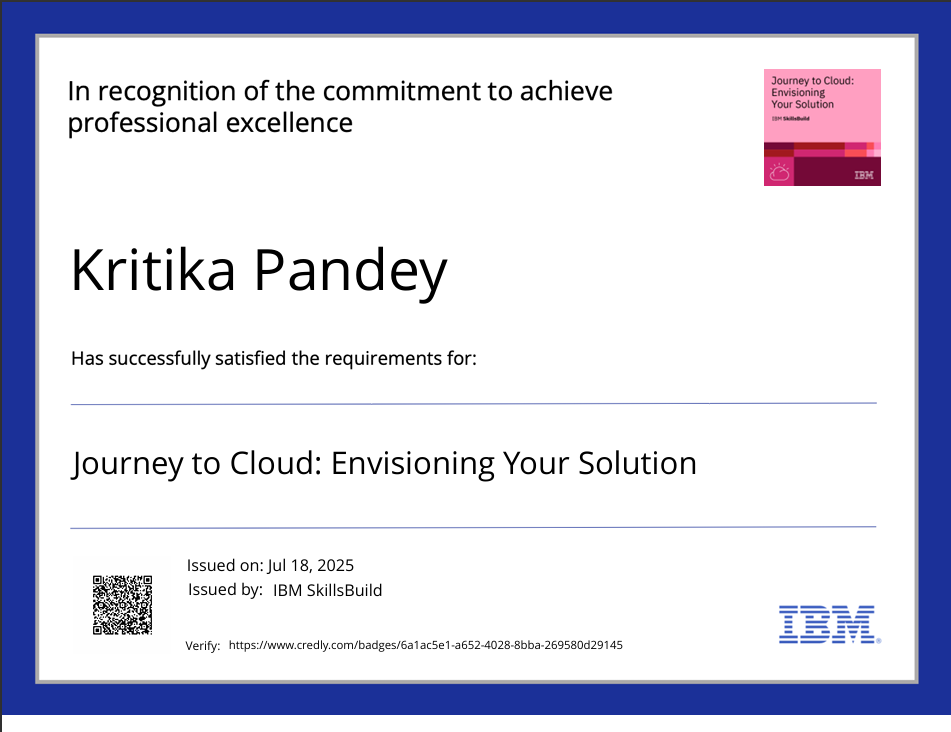 In recognition of the commitment to achieve
professional excellence
Journey to Cloud:
Envisioning
Your Solution
IBM SkillsBuild
IBM
Kritika Pandey
Has successfully satisfied the requirements for:
Journey to Cloud: Envisioning Your Solution
Issued on: Jul 18, 2025
Issued by: IBM SkillsBuild
IBM®
Verify: https://www.credly.com/badges/6a1ac5e1-a652-4028-8bba-269580d29145